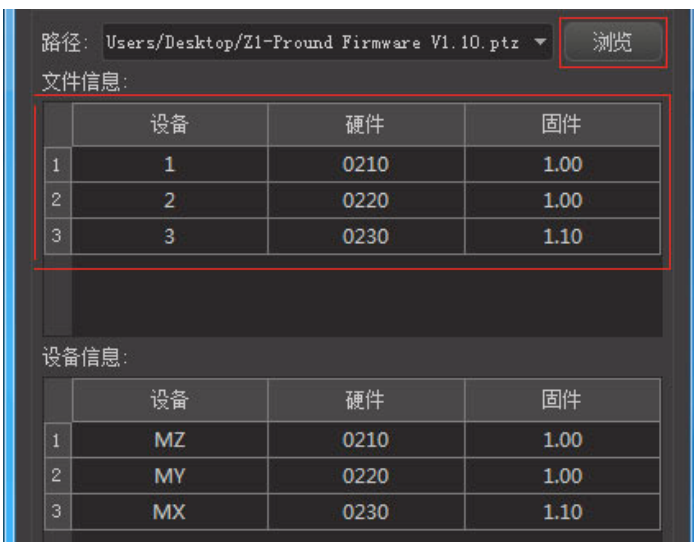 路径: Users/Desktop/Z1-Pround Firmware V1.10.ptz 浏览
文件信息:
设备 硬件 固件
1 1 0210 1.00
2 2 0220 1.00
3 3 0230 1.10
设备信息:
设备 硬件 固件
1 MZ 0210 1.00
2 MY 0220 1.00
3 MX 0230 1.10